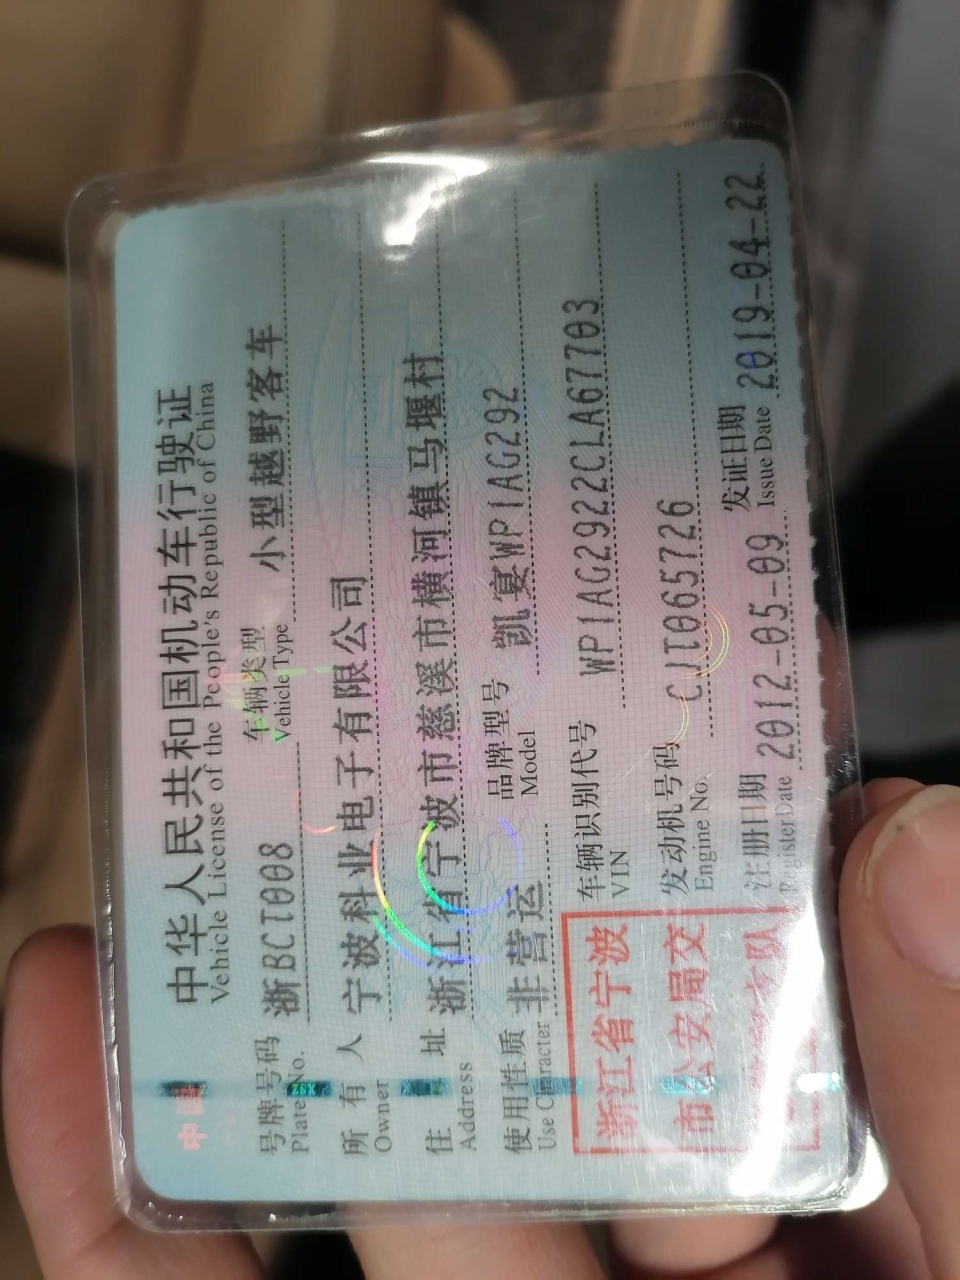 中华人民共和国机动车行驶证
Vehicle License of the People's Republic of China
号牌号码 浙BCT008 车辆类型 小型越野客车
Plate No. Vehicle Type
所有人 宁波科业电子有限公司
Owner
住址 浙江省宁波市慈溪市横河镇马堰村
Address
使用性质 非营运 品牌型号 凯宴WP1AG292
Use Character Model
浙江省宁波 车辆识别代号 WP1AG2922CLA67703
VIN
市公安局交 发动机号码 CJT065726
Engine No.
队 注册日期 2012-05-09 发证日期 2019-04-22
Register Date Issue Date